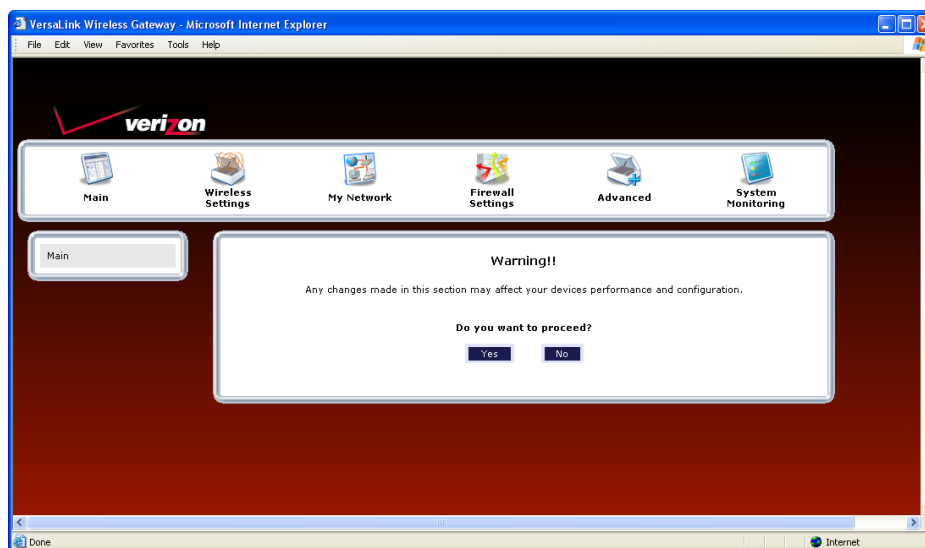 VersaLink Wireless Gateway - Microsoft Internet Explorer
File Edit View Favorites Tools Help
verizon
Main
Wireless
Settings
My Network
Firewall
Settings
Advanced
System
Monitoring
Main
Warning!!
Any changes made in this section may affect your devices performance and configuration.
Do you want to proceed?
Yes No
Done Internet